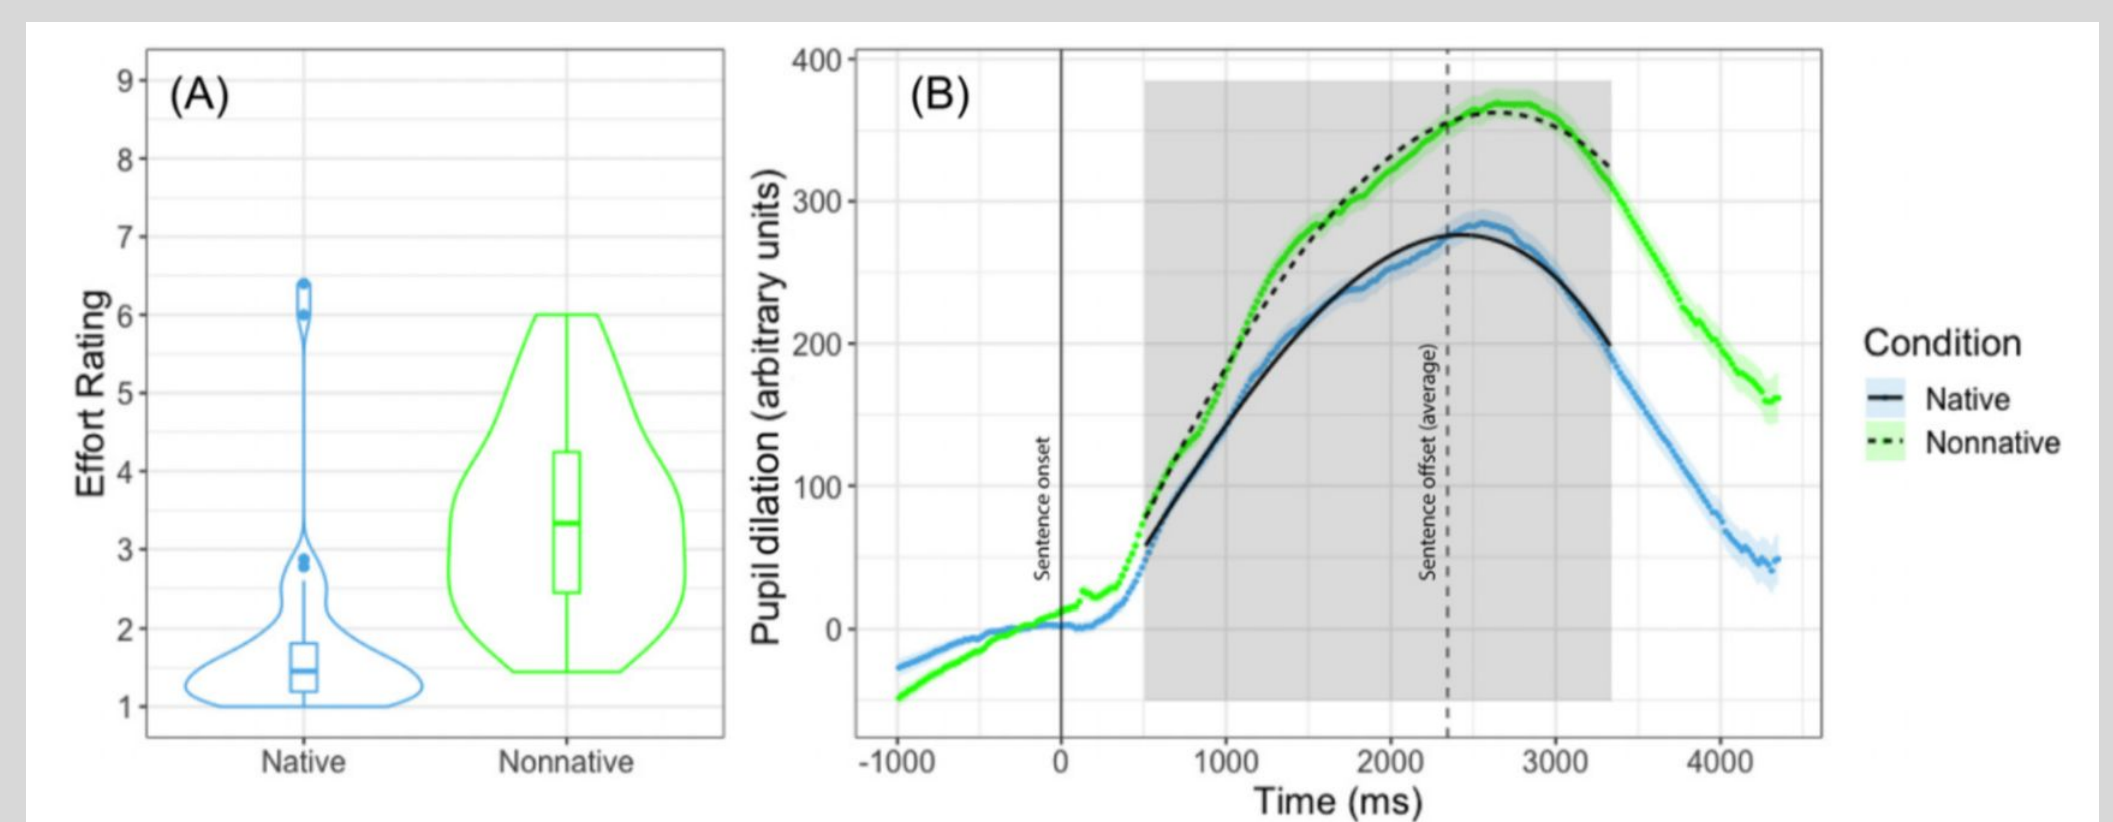 (A)
Effort Rating
9
8
7
6
5
4
3
2
1
Native
Nonnative
(B)
Pupil dilation (arbitrary units)
400
300
200
100
0
Sentence onset
Sentence offset (average)
-1000
0
1000
2000
3000
4000
Time (ms)
Condition
Native
Nonnative